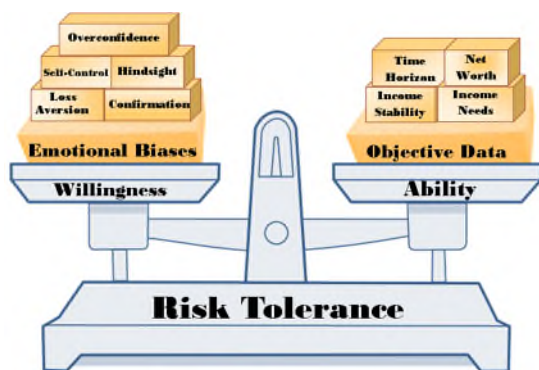 Overconfidence
Self-Control
Hindsight
Loss
Aversion
Confirmation
Emotional Biases
Willingness
Time
Horizon
Net
Worth
Income
Stability
Income
Needs
Objective Data
Ability
Risk Tolerance